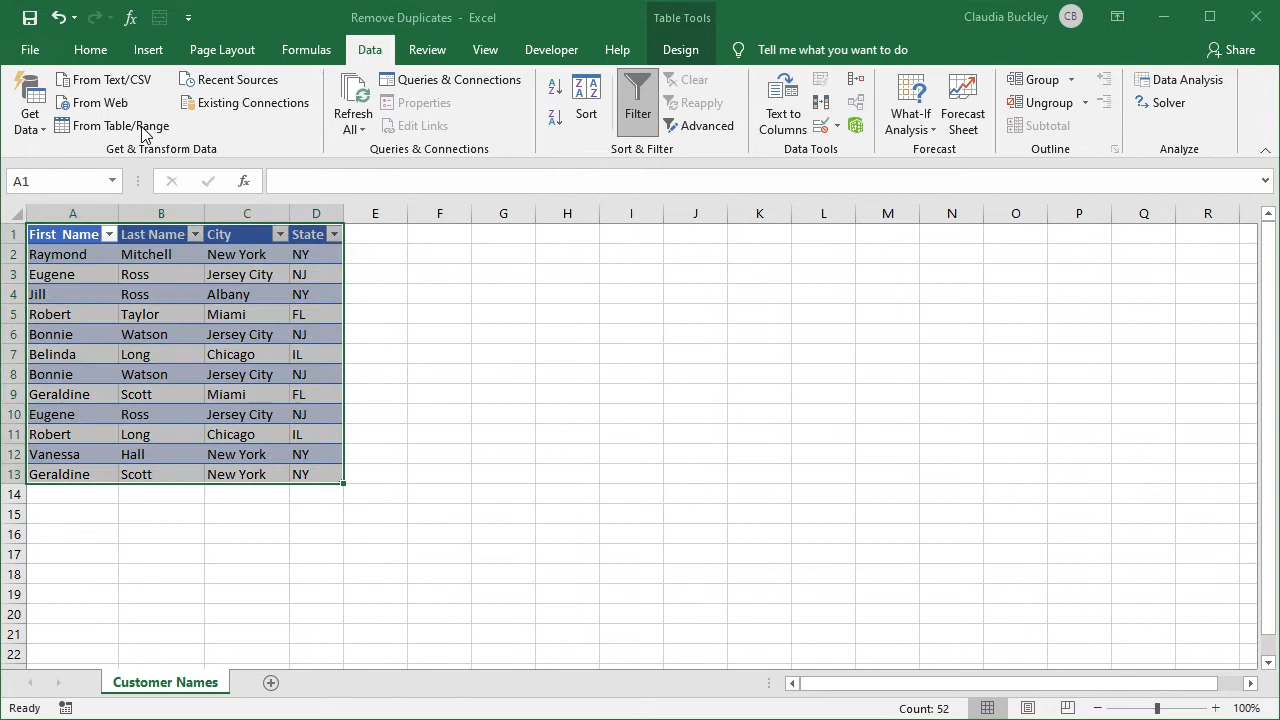 Remove Duplicates - Excel
Table Tools
Claudia Buckley
CB
File
Home
Insert
Page Layout
Formulas
Data
Review
View
Developer
Help
Design
Tell me what you want to do
Share
Get
Data
From Text/CSV
From Web
From Table/Range
Recent Sources
Existing Connections
Get & Transform Data
Refresh
All
Queries & Connections
Properties
Edit Links
Queries & Connections
Sort
Filter
Clear
Reapply
Advanced
Sort & Filter
Text to
Columns
Data Tools
What-If
Analysis
Forecast
Sheet
Forecast
Group
Ungroup
Subtotal
Outline
Data Analysis
Solver
Analyze
A1
fx
A B C D E F G H I J K L M N O P Q R
1 First Name Last Name City State
2 Raymond Mitchell New York NY
3 Eugene Ross Jersey City NJ
4 Jill Ross Albany NY
5 Robert Taylor Miami FL
6 Bonnie Watson Jersey City NJ
7 Belinda Long Chicago IL
8 Bonnie Watson Jersey City NJ
9 Geraldine Scott Miami FL
10 Eugene Ross Jersey City NJ
11 Robert Long Chicago IL
12 Vanessa Hall New York NY
13 Geraldine Scott New York NY
14
15
16
17
18
19
20
21
22
Customer Names
Ready
Count: 52
100%